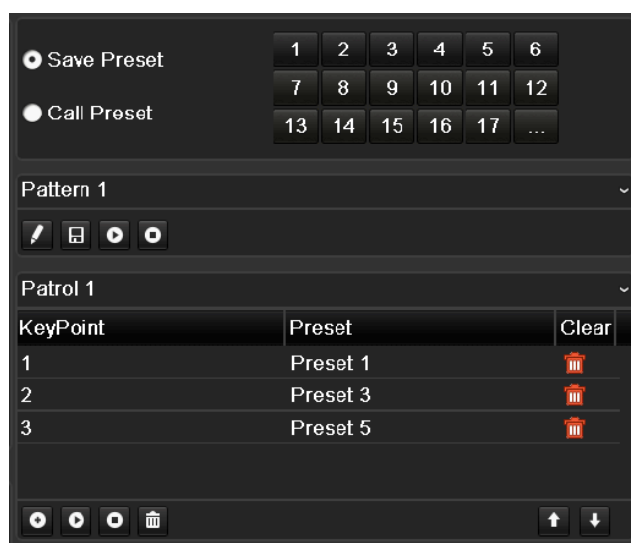 Save Preset
1 2 3 4 5 6
7 8 9 10 11 12
Call Preset
13 14 15 16 17 ...
Pattern 1
Patrol 1
KeyPoint Preset Clear
1 Preset 1
2 Preset 3
3 Preset 5